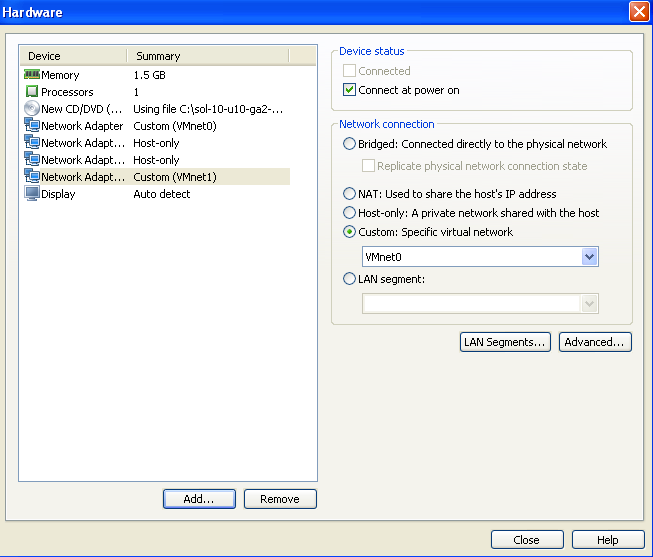 Hardware
Device Summary
Memory 1.5 GB
Processors 1
New CD/DVD (... Using file C:\sol-10-u10-ga2-...
Network Adapter Custom (VMnet0)
Network Adapt... Host-only
Network Adapt... Host-only
Network Adapt... Custom (VMnet1)
Display Auto detect
Add...
Remove
Device status
Connected
Connect at power on
Network connection
Bridged: Connected directly to the physical network
Replicate physical network connection state
NAT: Used to share the host's IP address
Host-only: A private network shared with the host
Custom: Specific virtual network
VMnet0
LAN segment:
LAN Segments...
Advanced...
Close
Help